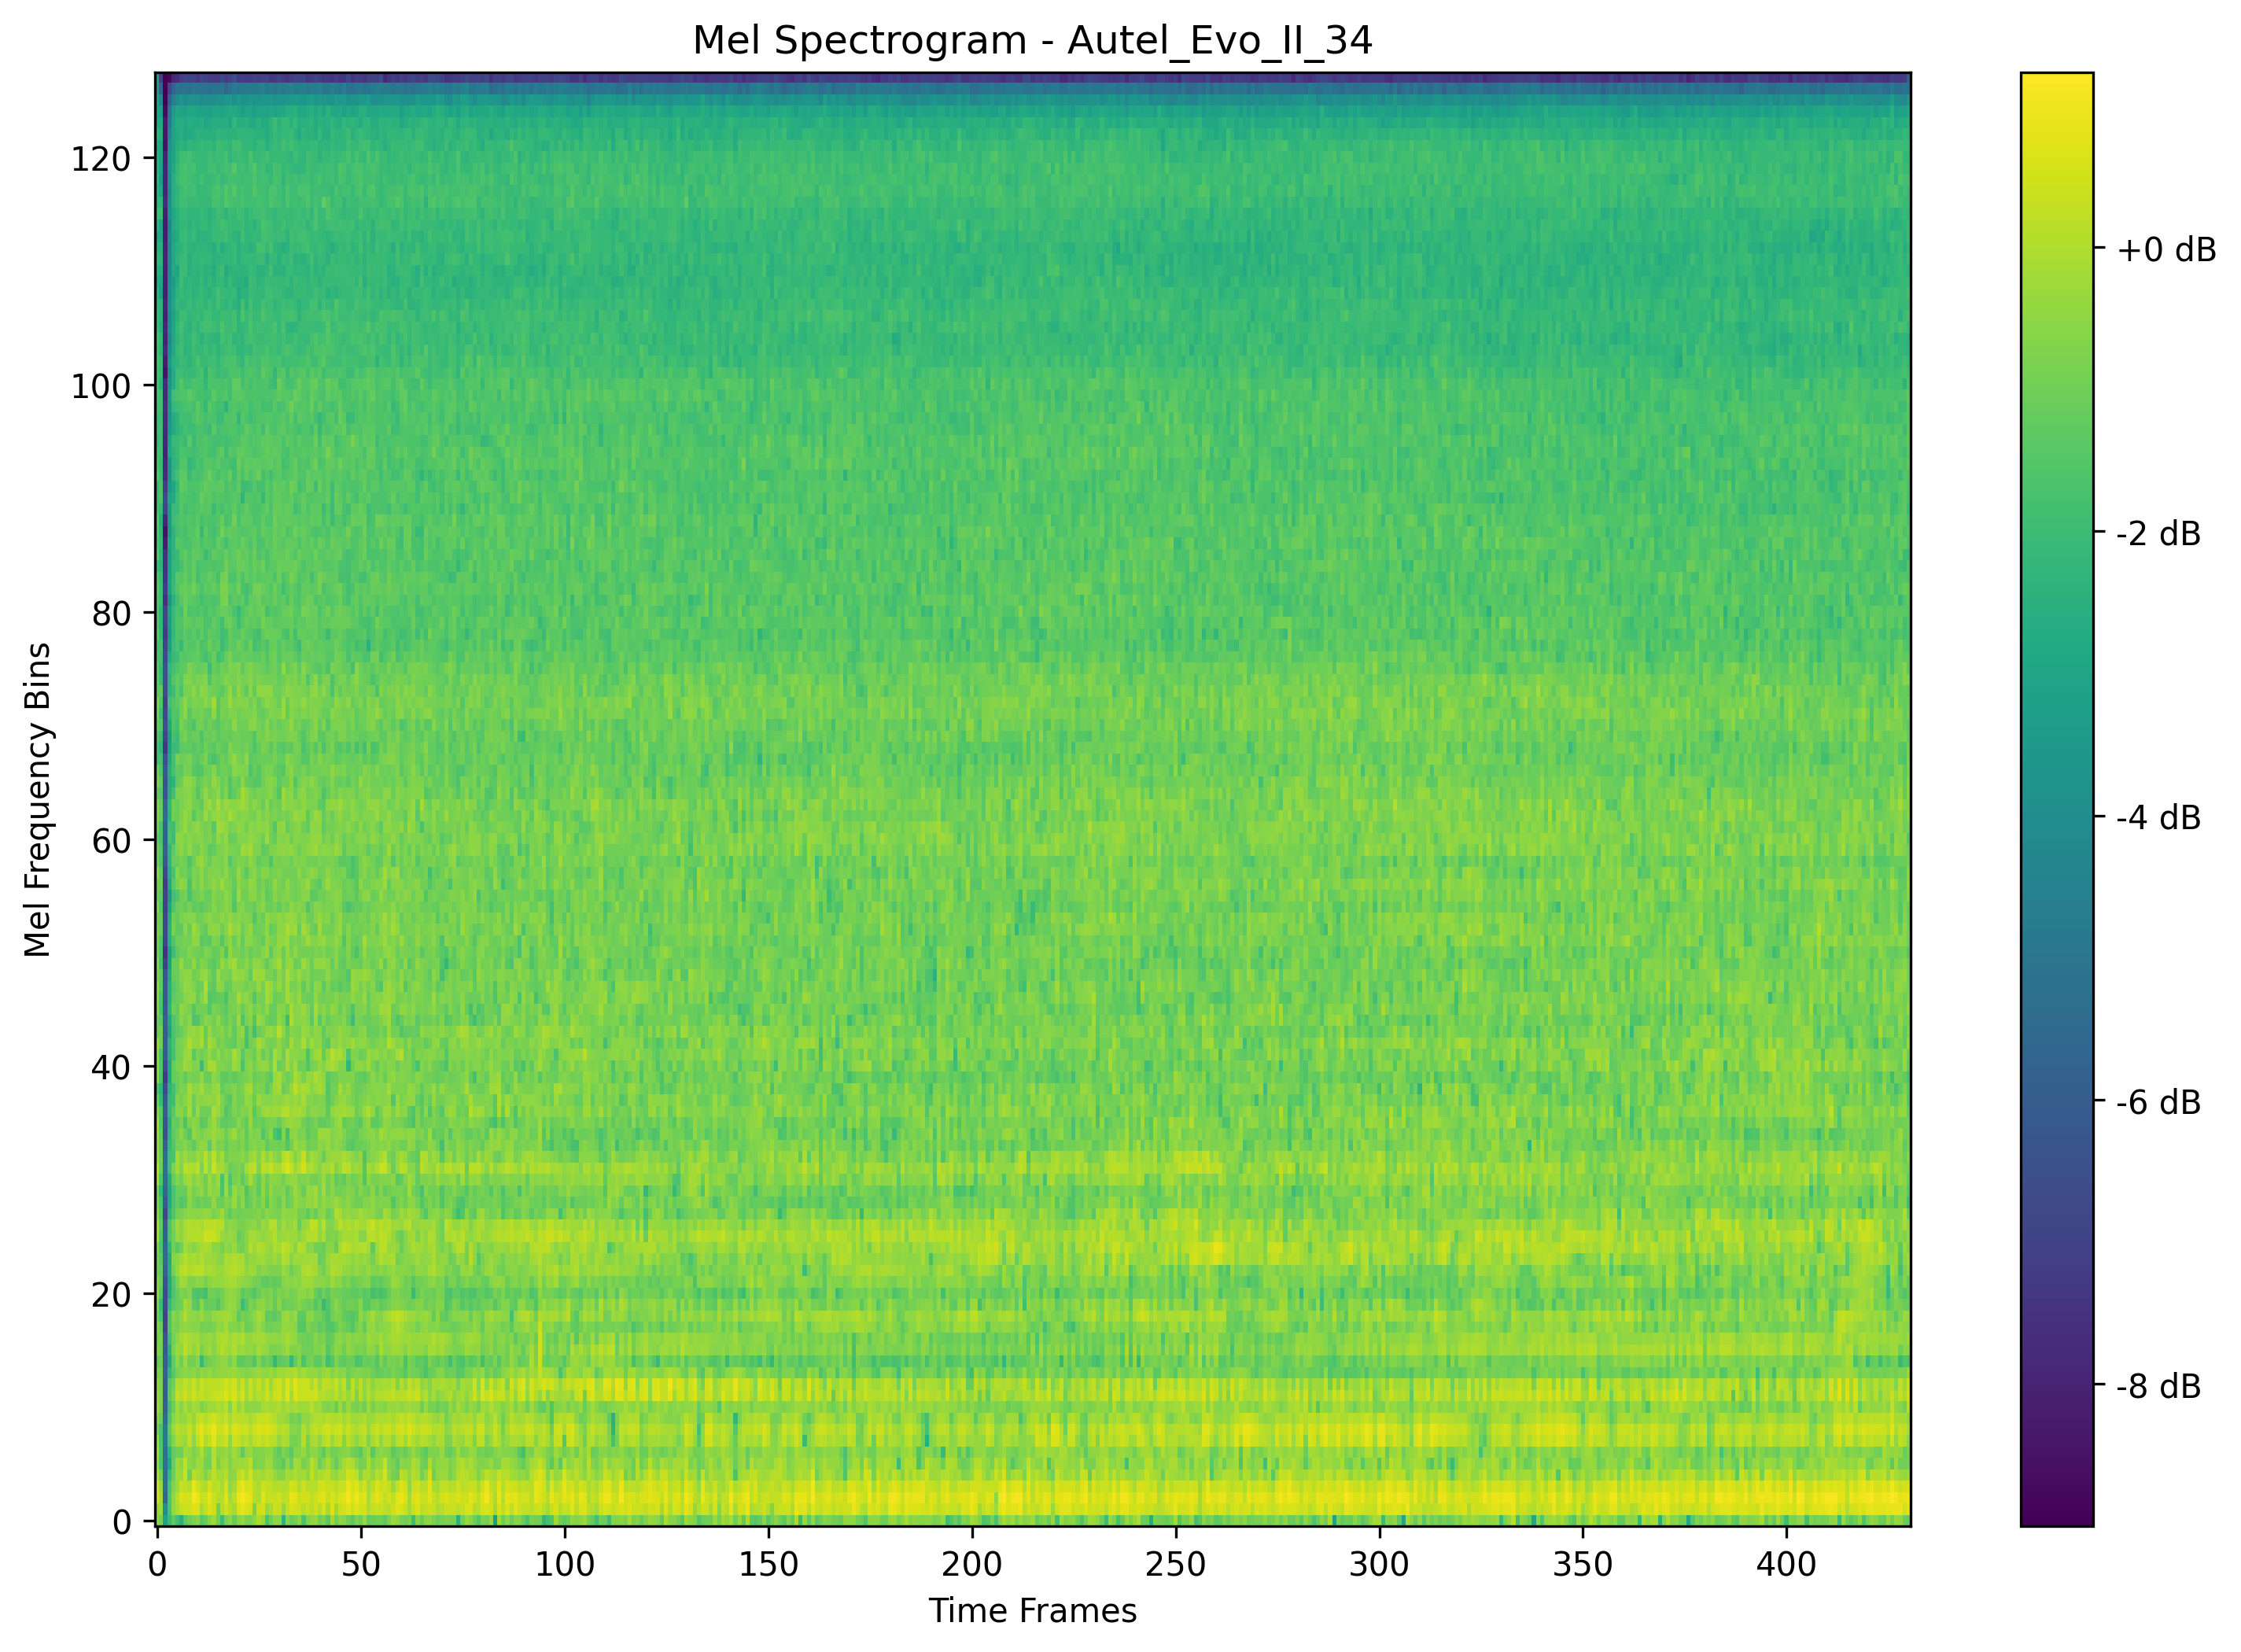 Mel Spectrogram - Autel_Evo_II_34
120
100
80
60
40
20
0
Mel Frequency Bins
0 50 100 150 200 250 300 350 400
Time Frames
+0 dB
-2 dB
-4 dB
-6 dB
-8 dB